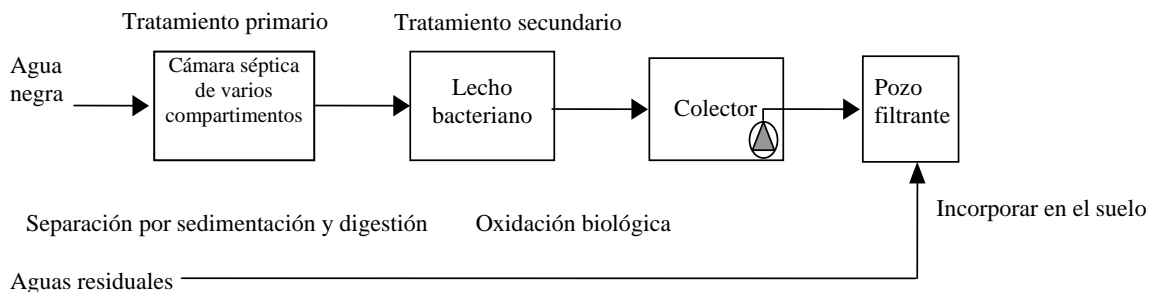 Tratamiento primario
Tratamiento secundario
Agua
negra
Cámara séptica
de varios
compartimentos
Lecho
bacteriano
Colector
Pozo
filtrante
Incorporar en el suelo
Separación por sedimentación y digestión
Oxidación biológica
Aguas residuales